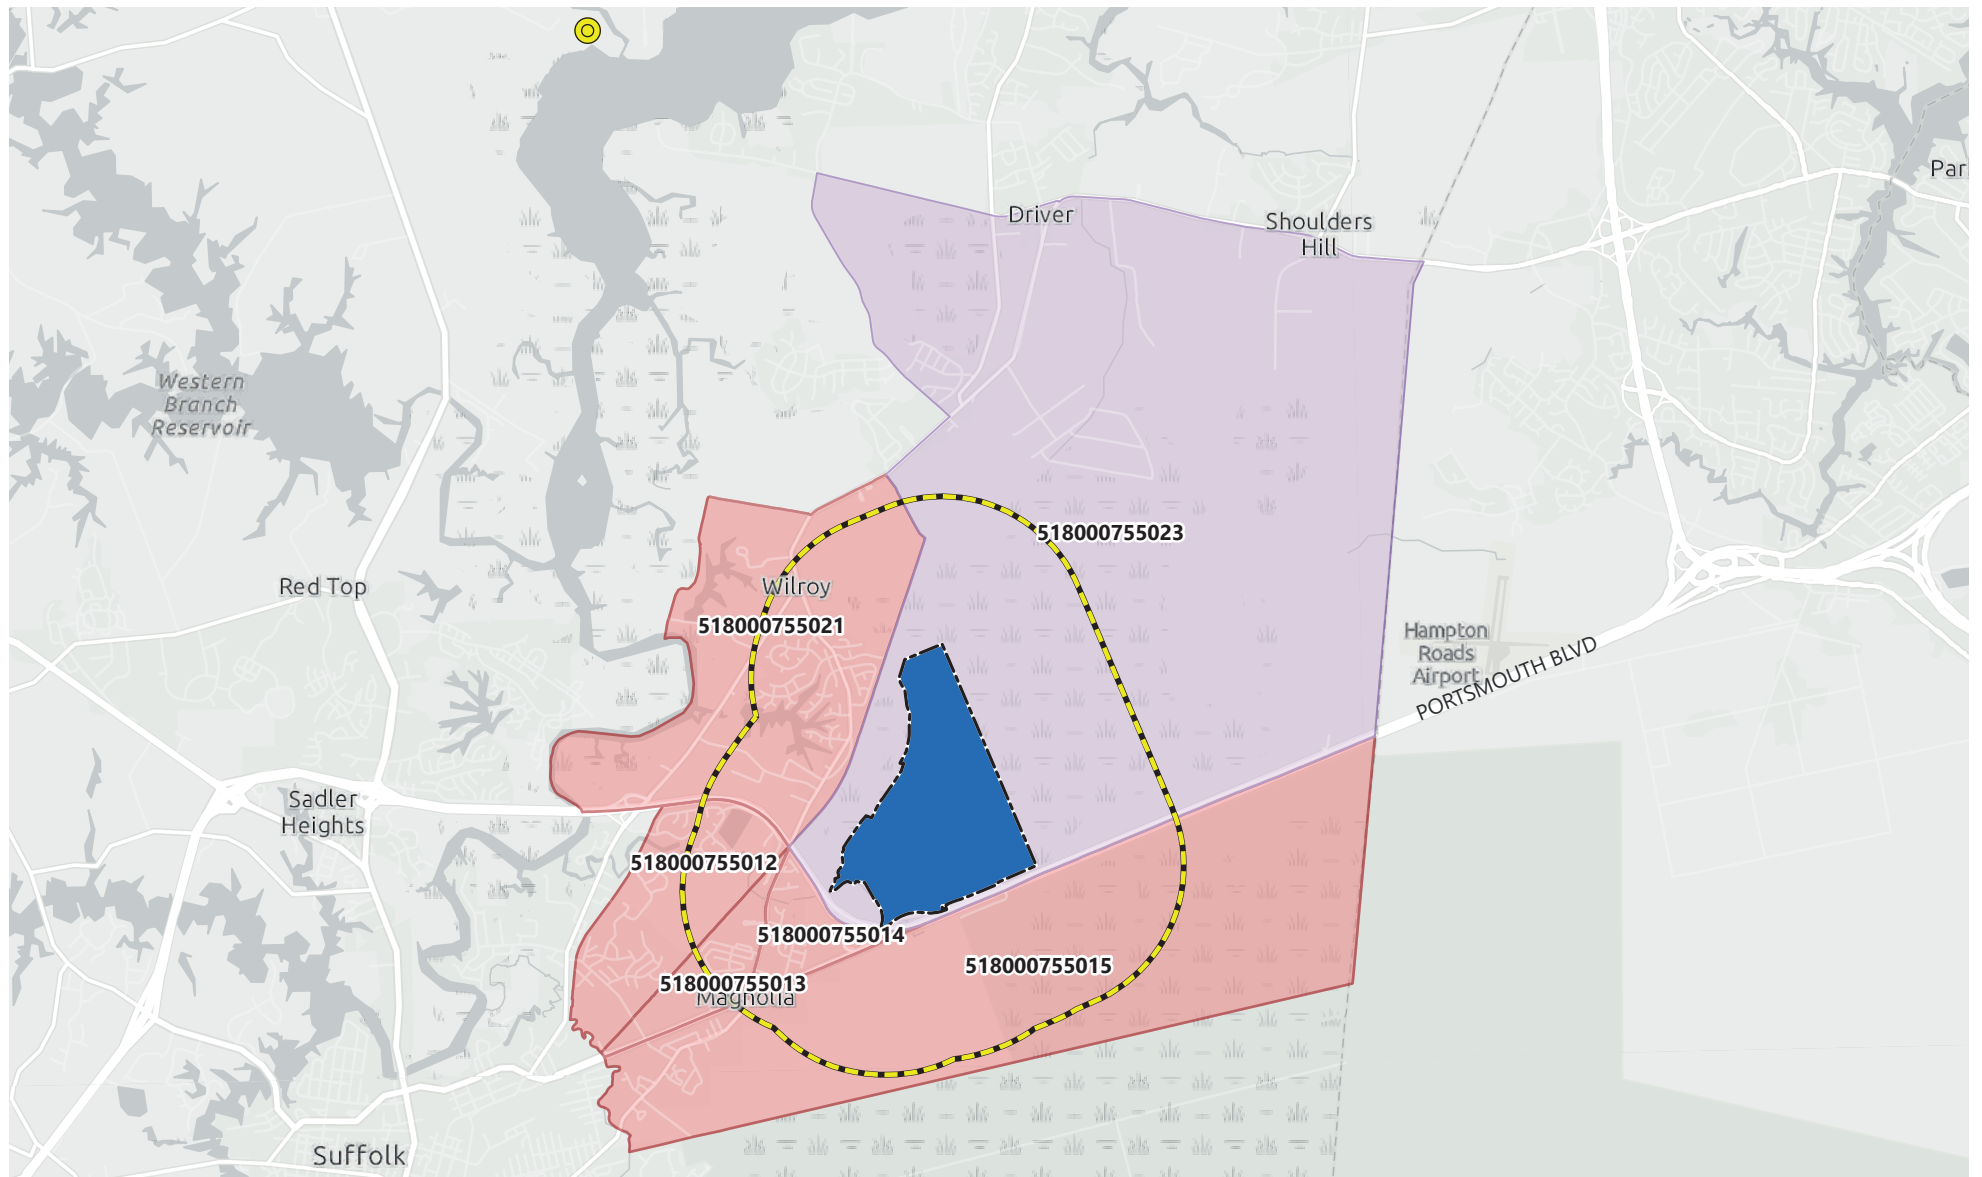 Par
Driver
Shoulders
Hill
Western
Branch
Reservoir
518000755023
Red Top
Wilroy
518000755021
Hampton
Roads
Airport
PORTSMOUTH BLVD
Sadler
Heights
518000755012
518000755014
518000755015
518000755013
Magnolia
Suffolk